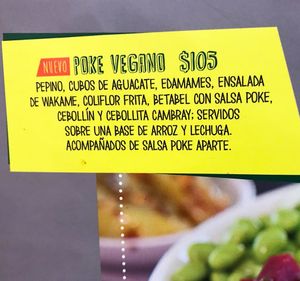 NUEVO POKE VEGANO $105
PEPINO, CUBOS DE AGUACATE, EDAMAMES, ENSALADA
DE WAKAME, COLIFLOR FRITA, BETABEL CON SALSA POKE,
CEBOLLÍN Y CEBOLLITA CAMBRAY; SERVIDOS
SOBRE UNA BASE DE ARROZ Y LECHUGA.
ACOMPAÑADOS DE SALSA POKE APARTE.